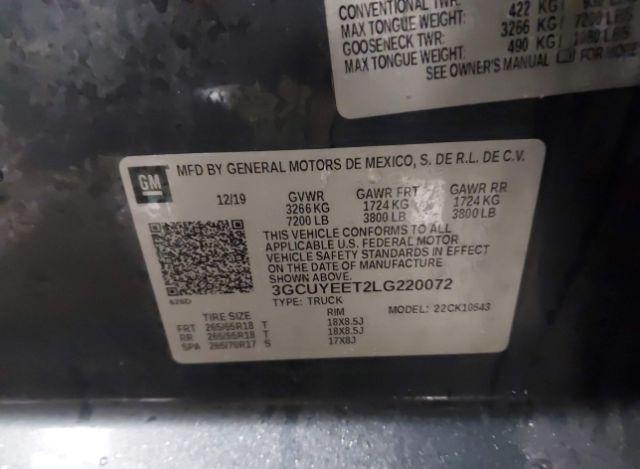 CONVENTIONAL TWR:
MAX TONGUE WEIGHT: 422 KG
GOOSENECK TWR: 3266 KG / 7200 LBS
MAX TONGUE WEIGHT: 490 KG
SEE OWNER'S MANUAL FOR MORE
GM
MFD BY GENERAL MOTORS DE MEXICO, S. DE R.L. DE C.V.
12/19 GVWR GAWR FRT GAWR RR
3266 KG 1724 KG 1724 KG
7200 LB 3800 LB 3800 LB
THIS VEHICLE CONFORMS TO ALL
APPLICABLE U.S. FEDERAL MOTOR
VEHICLE SAFETY STANDARDS IN EFFECT
ON THE DATE OF MANUFACTURE
SHOWN ABOVE.
3GCUYEET2LG220072
TYPE: TRUCK MODEL: 22CK10543
TIRE SIZE RIM
FRT 265/65R18 T 18X8.5J
RR 265/65R18 T 18X8.5J
SPA 265/70R17 S 17X8J